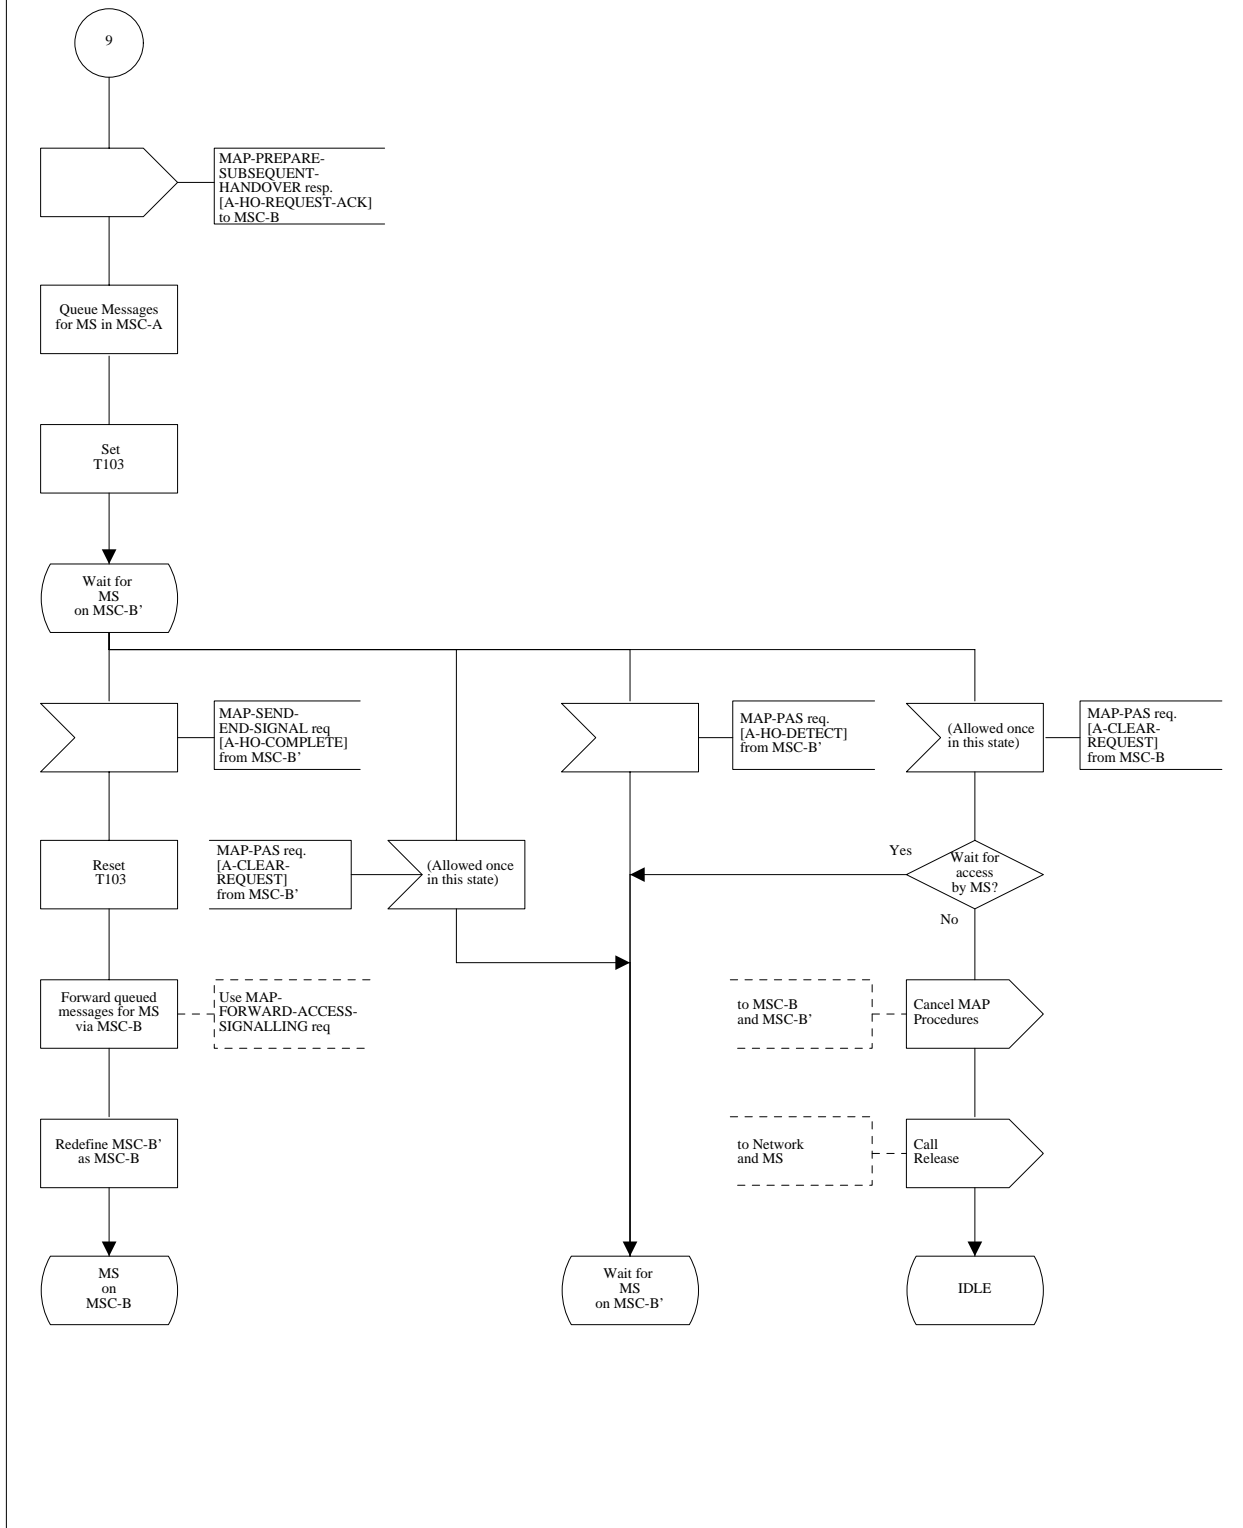 9
MAP-PREPARE-
SUBSEQUENT-
HANDOVER resp.
[A-HO-REQUEST-ACK]
to MSC-B
Queue Messages
for MS in MSC-A
Set
T103
Wait for
MS
on MSC-B’
MAP-SEND-
END-SIGNAL req
[A-HO-COMPLETE]
from MSC-B’
MAP-PAS req.
[A-HO-DETECT]
from MSC-B’
(Allowed once
in this state)
MAP-PAS req.
[A-CLEAR-
REQUEST]
from MSC-B
Reset
T103
MAP-PAS req.
[A-CLEAR-
REQUEST]
from MSC-B’
(Allowed once
in this state)
Yes
Wait for
access
by MS?
No
Forward queued
messages for MS
via MSC-B
Use MAP-
FORWARD-ACCESS-
SIGNALLING req
to MSC-B
and MSC-B’
Cancel MAP
Procedures
Redefine MSC-B’
as MSC-B
to Network
and MS
Call
Release
MS
on
MSC-B
Wait for
MS
on MSC-B’
IDLE